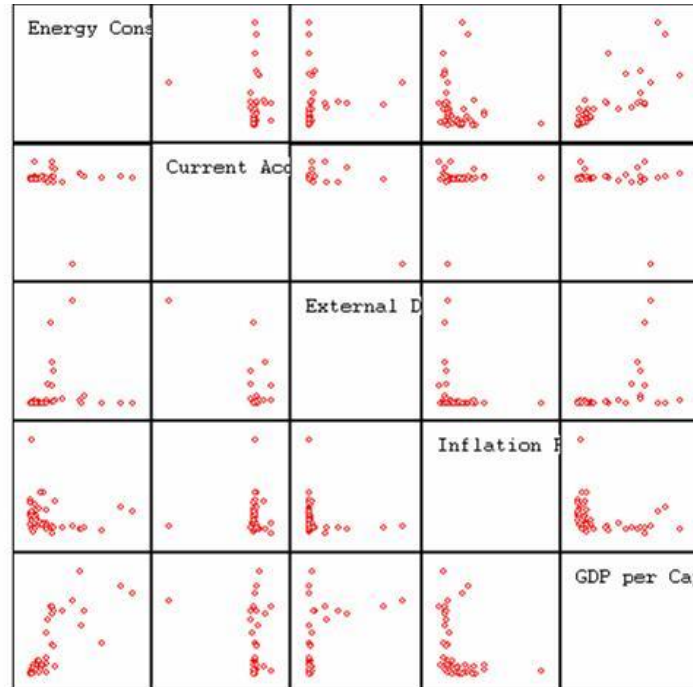 Energy Cons
Current Acc
External D
Inflation
GDP per Ca